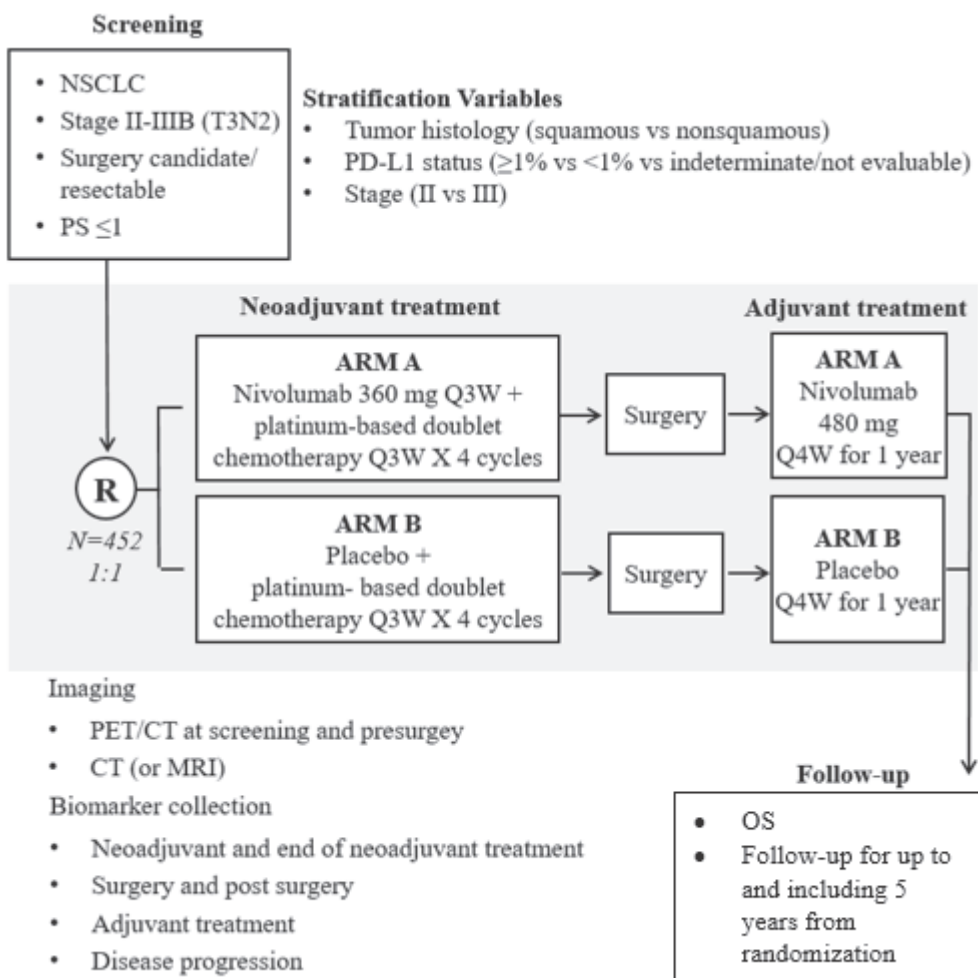 Screening
• NSCLC
• Stage II-IIIB (T3N2)
• Surgery candidate/
resectable
• PS ≤1
Stratification Variables
• Tumor histology (squamous vs nonsquamous)
• PD-L1 status (≥1% vs <1% vs indeterminate/not evaluable)
• Stage (II vs III)
Neoadjuvant treatment
Adjuvant treatment
R
N=452
1:1
ARM A
Nivolumab 360 mg Q3W +
platinum-based doublet
chemotherapy Q3W X 4 cycles
Surgery
ARM A
Nivolumab
480 mg
Q4W for 1 year
ARM B
Placebo +
platinum- based doublet
chemotherapy Q3W X 4 cycles
Surgery
ARM B
Placebo
Q4W for 1 year
Imaging
• PET/CT at screening and presurgey
• CT (or MRI)
Biomarker collection
• Neoadjuvant and end of neoadjuvant treatment
• Surgery and post surgery
• Adjuvant treatment
• Disease progression
Follow-up
● OS
● Follow-up for up to
and including 5
years from
randomization